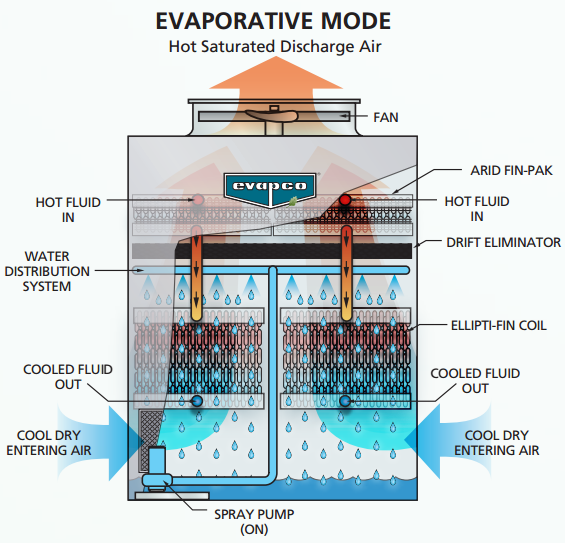 EVAPORATIVE MODE
Hot Saturated Discharge Air
FAN
evapco
ARID FIN-PAK
HOT FLUID
IN
HOT FLUID
IN
DRIFT ELIMINATOR
WATER
DISTRIBUTION
SYSTEM
ELLIPTI-FIN COIL
COOLED FLUID
OUT
COOLED FLUID
OUT
COOL DRY
ENTERING AIR
COOL DRY
ENTERING AIR
SPRAY PUMP
(ON)